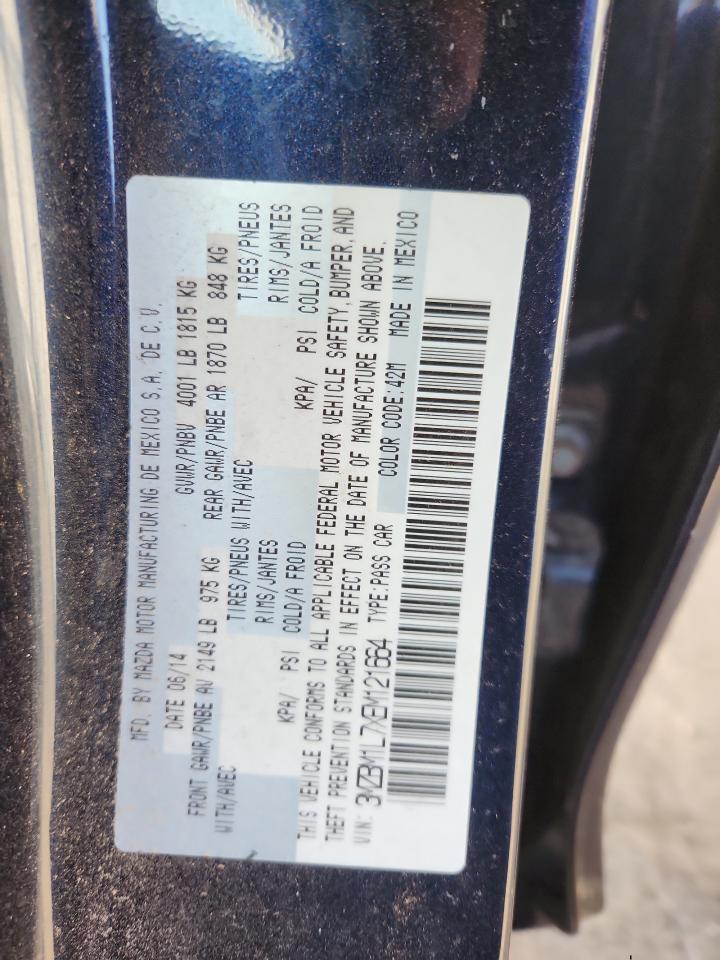 MFD. BY MAZDA MOTOR MANUFACTURING DE MEXICO S.A. DE C.V.
DATE 06/14 GVWR/PNBV 4001 LB 1815 KG
FRONT GAWR/PNBE AV 2149 LB 975 KG REAR GAWR/PNBE AR 1870 LB 848 KG
WITH/AVEC TIRES/PNEUS WITH/AVEC TIRES/PNEUS
RIMS/JANTES RIMS/JANTES
KPA/ PSI COLD/A FROID KPA/ PSI COLD/A FROID
THIS VEHICLE CONFORMS TO ALL APPLICABLE FEDERAL MOTOR VEHICLE SAFETY, BUMPER, AND
THEFT PREVENTION STANDARDS IN EFFECT ON THE DATE OF MANUFACTURE SHOWN ABOVE.
VIN: 3MZBM1L7XEM121664 TYPE:PASS CAR COLOR CODE:42M MADE IN MEXICO